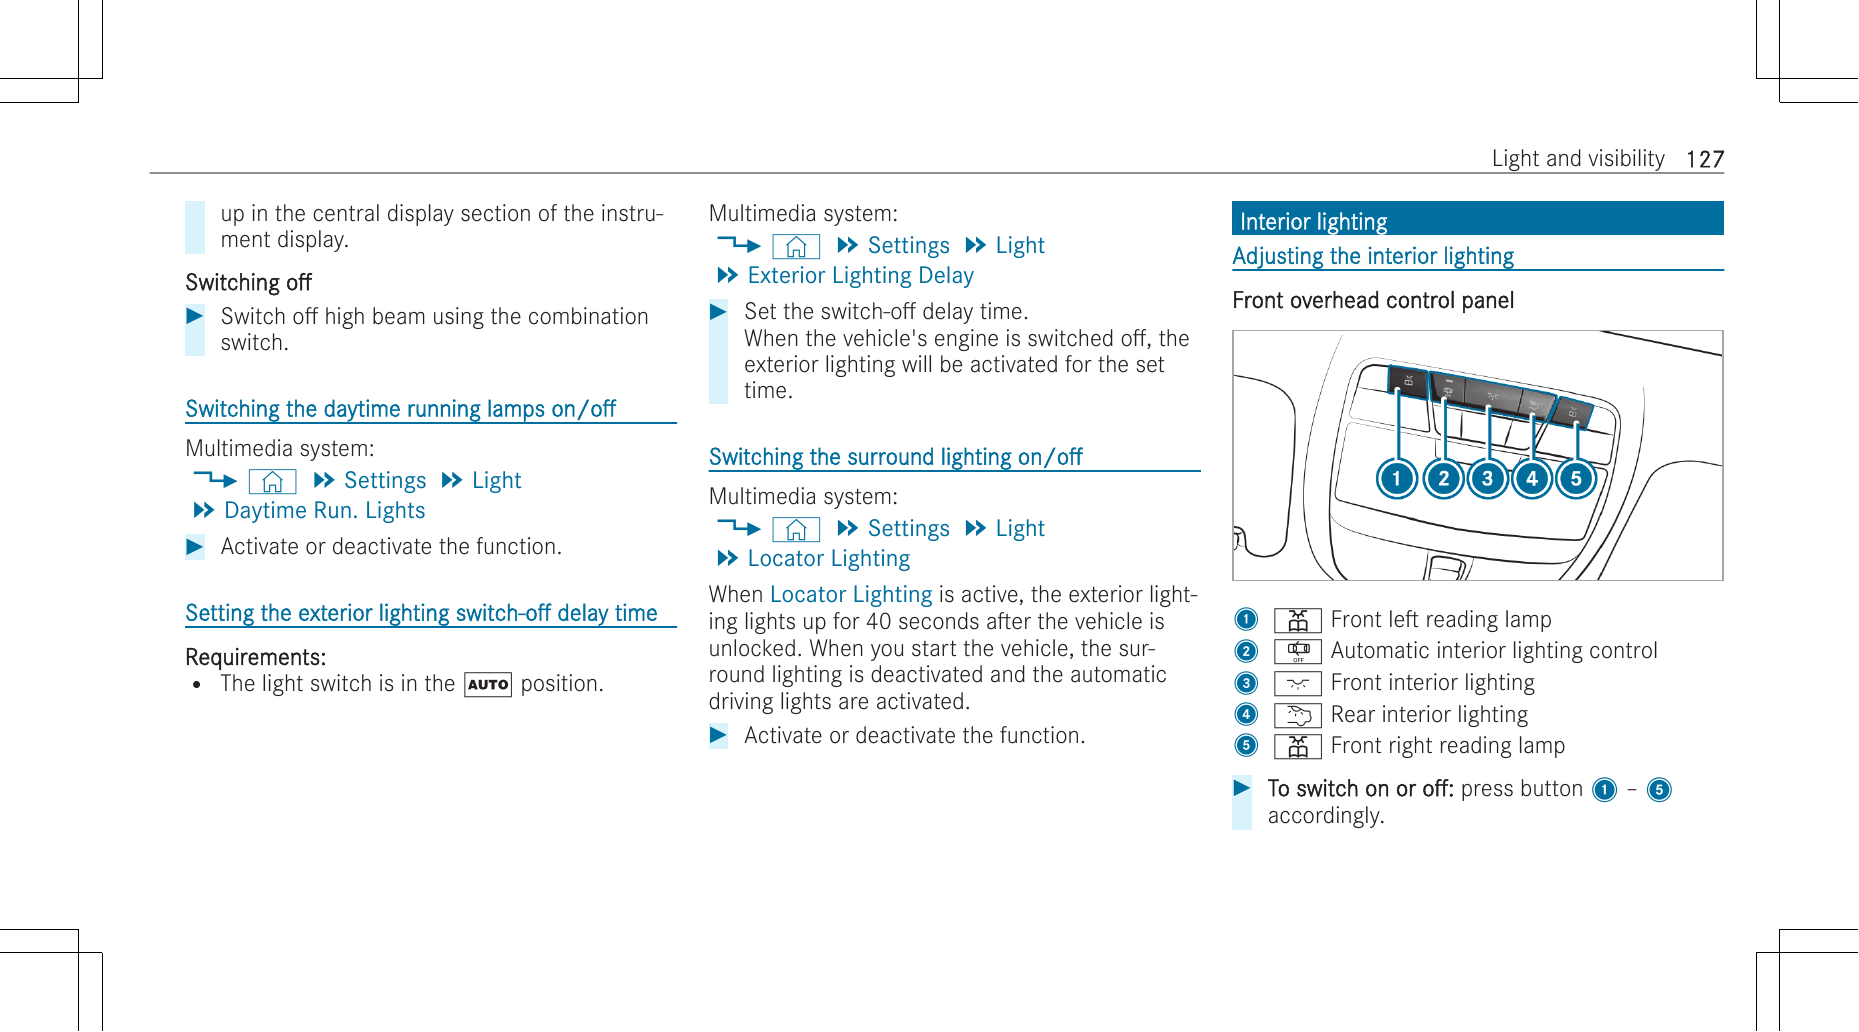 Light and visibility 127
up in the central display section of the instru-
ment display.
Switching off
Switch off high beam using the combination
switch.
Switching the daytime running lamps on/off
Multimedia system:
Settings Light
Daytime Run. Lights
Activate or deactivate the function.
Setting the exterior lighting switch-off delay time
Requirements:
• The light switch is in the AUTO position.
Multimedia system:
Settings Light
Exterior Lighting Delay
Set the switch-off delay time.
When the vehicle's engine is switched off, the
exterior lighting will be activated for the set
time.
Switching the surround lighting on/off
Multimedia system:
Settings Light
Locator Lighting
When Locator Lighting is active, the exterior light-
ing lights up for 40 seconds after the vehicle is
unlocked. When you start the vehicle, the sur-
round lighting is deactivated and the automatic
driving lights are activated.
Activate or deactivate the function.
Interior lighting
Adjusting the interior lighting
Front overhead control panel
1 2 3 4 5
1 Front left reading lamp
2 OFF Automatic interior lighting control
3 Front interior lighting
4 Rear interior lighting
5 Front right reading lamp
To switch on or off: press button 1 – 5
accordingly.